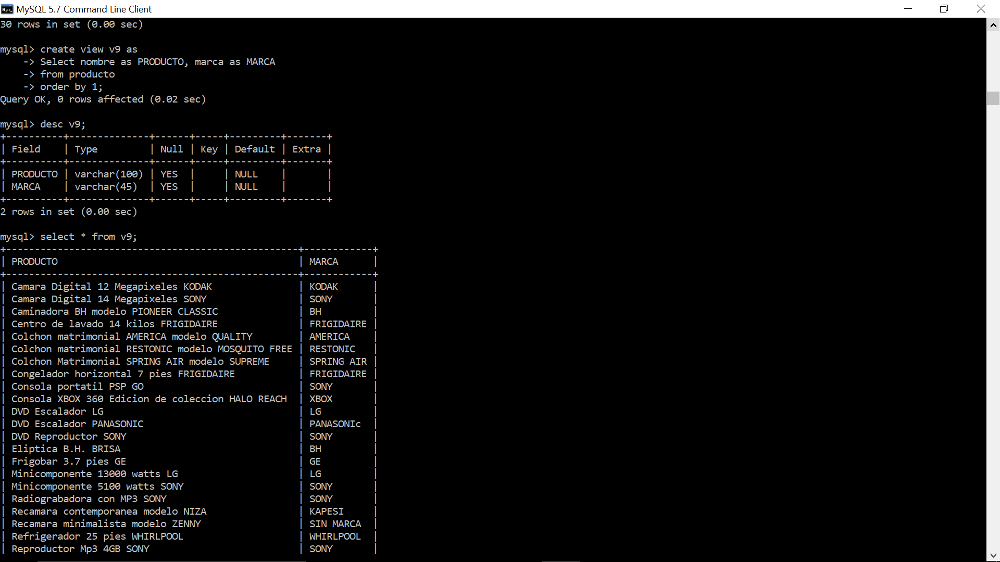 MySQL 5.7 Command Line Client
30 rows in set (0.00 sec)

mysql> create view v9 as
    -> Select nombre as PRODUCTO, marca as MARCA
    -> from producto
    -> order by 1;
Query OK, 0 rows affected (0.02 sec)

mysql> desc v9;
+----------+--------------+------+-----+---------+-------+
| Field    | Type         | Null | Key | Default | Extra |
+----------+--------------+------+-----+---------+-------+
| PRODUCTO | varchar(100) | YES  |     | NULL    |       |
| MARCA    | varchar(45)  | YES  |     | NULL    |       |
+----------+--------------+------+-----+---------+-------+
2 rows in set (0.00 sec)

mysql> select * from v9;
+---------------------------------------------------+------------+
| PRODUCTO                                          | MARCA      |
+---------------------------------------------------+------------+
| Camara Digital 12 Megapixeles KODAK               | KODAK      |
| Camara Digital 14 Megapixeles SONY                | SONY       |
| Caminadora BH modelo PIONEER CLASSIC              | BH         |
| Centro de lavado 14 kilos FRIGIDAIRE              | FRIGIDAIRE |
| Colchon matrimonial AMERICA modelo QUALITY        | AMERICA    |
| Colchon matrimonial RESTONIC modelo MOSQUITO FREE | RESTONIC   |
| Colchon Matrimonial SPRING AIR modelo SUPREME     | SPRING AIR |
| Congelador horizontal 7 pies FRIGIDAIRE           | FRIGIDAIRE |
| Consola portatil PSP GO                           | SONY       |
| Consola XBOX 360 Edicion de coleccion HALO REACH  | XBOX       |
| DVD Escalador LG                                  | LG         |
| DVD Escalador PANASONIC                           | PANASONIc  |
| DVD Reproductor SONY                              | SONY       |
| Eliptica B.H. BRISA                               | BH         |
| Frigobar 3.7 pies GE                              | GE         |
| Minicomponente 13000 watts LG                     | LG         |
| Minicomponente 5100 watts SONY                    | SONY       |
| Radiograbadora con MP3 SONY                       | SONY       |
| Recamara contemporanea modelo NIZA                | KAPESI     |
| Recamara minimalista modelo ZENNY                 | SIN MARCA  |
| Refrigerador 25 pies WHIRLPOOL                    | WHIRLPOOL  |
| Reproductor Mp3 4GB SONY                          | SONY       |